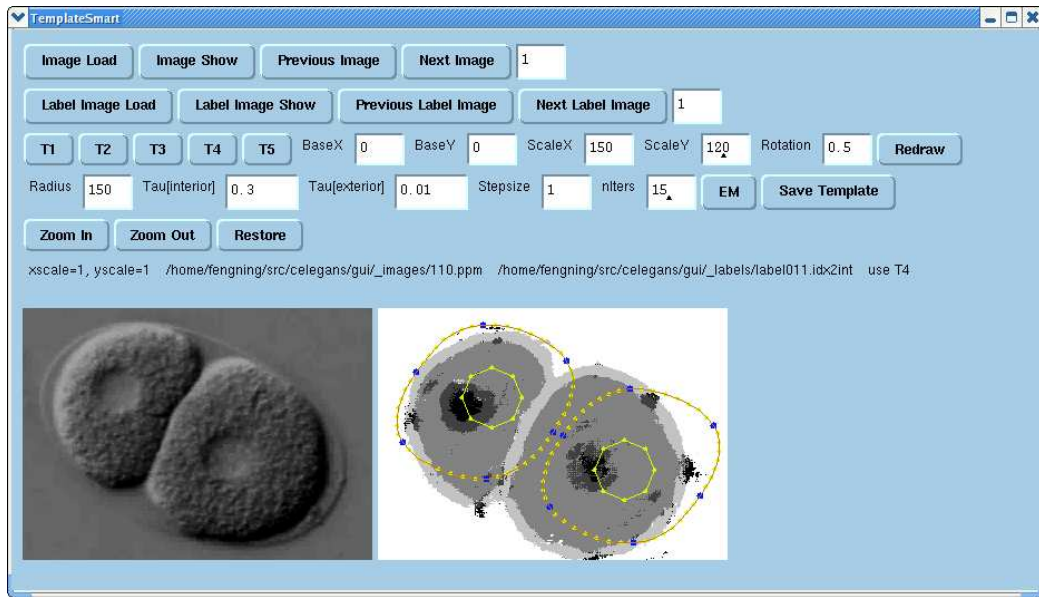 TemplateSmart
Image Load Image Show Previous Image Next Image 1
Label Image Load Label Image Show Previous Label Image Next Label Image 1
T1 T2 T3 T4 T5 BaseX 0 BaseY 0 ScaleX 150 ScaleY 120 Rotation 0.5 Redraw
Radius 150 Tau[interior] 0.3 Tau[exterior] 0.01 Stepsize 1 nIters 15 EM Save Template
Zoom In Zoom Out Restore
xscale=1, yscale=1 /home/fengning/src/celegans/gui/_images/110.ppm /home/fengning/src/celegans/gui/_labels/label011.idx2int use T4